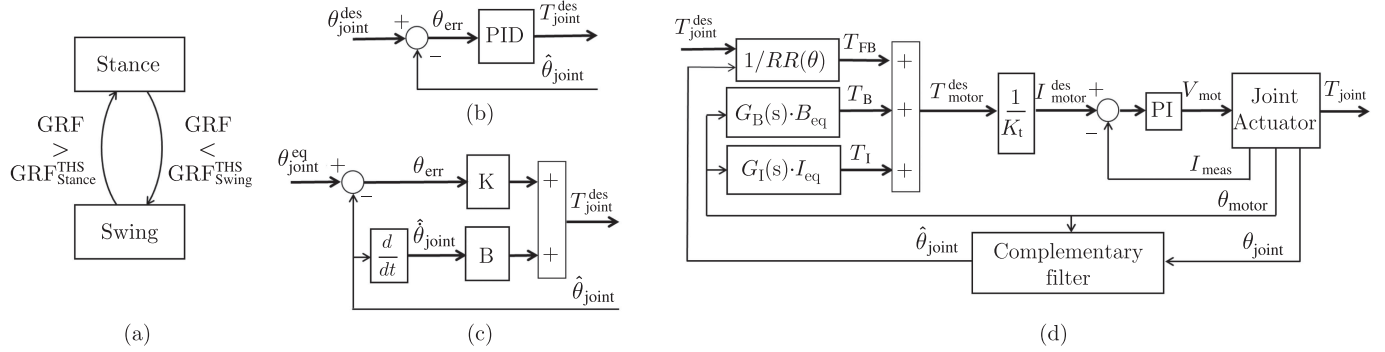 Stance
GRF
>
GRF^THS_Stance
GRF
<
GRF^THS_Swing
Swing
(a)
θ^des_joint
+
−
θ_err
PID
T^des_joint
θ̂_joint
(b)
θ^eq_joint
+
−
θ_err
K
+
T^des_joint
d/dt
θ̂̇_joint
B
+
θ̂_joint
(c)
T^des_joint
1/RR(θ)
T_FB
+
G_B(s)·B_eq
T_B
+
G_I(s)·I_eq
T_I
+
T^des_motor
1/K_t
I^des_motor
+
−
PI
V_mot
Joint
Actuator
T_joint
I_meas
θ_motor
θ̂_joint
Complementary
filter
θ_joint
(d)